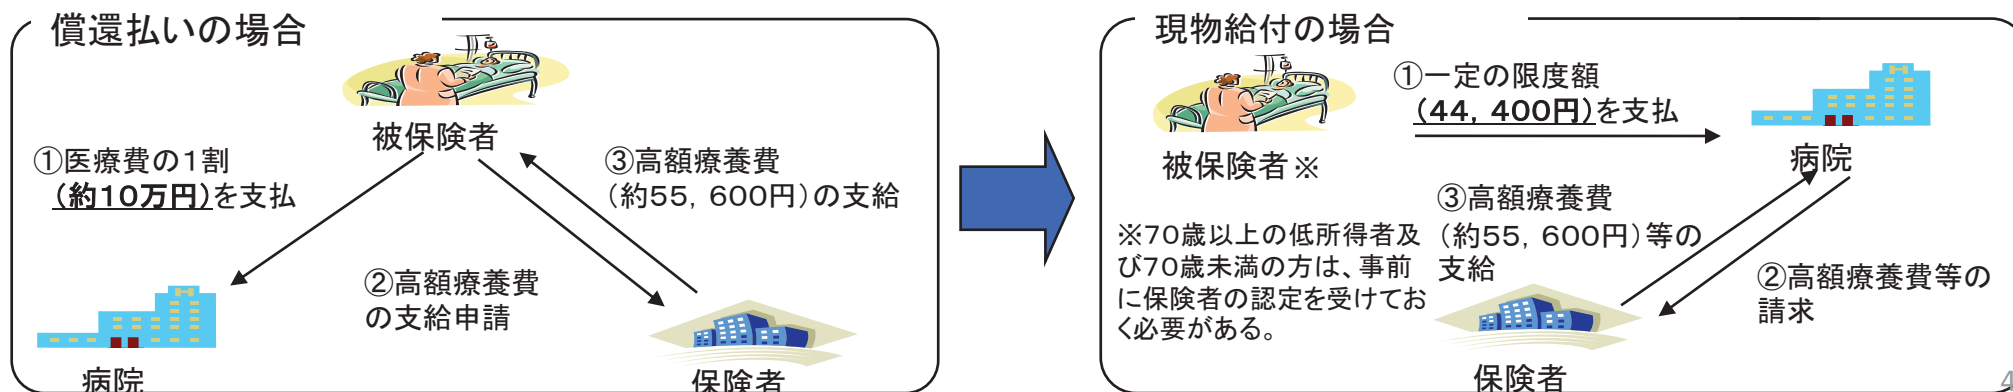 償還払いの場合
被保険者
①医療費の1割
(約10万円)を支払
③高額療養費
(約55,600円)の支給
②高額療養費
の支給申請
病院
保険者
現物給付の場合
①一定の限度額
(44,400円)を支払
被保険者※
病院
※70歳以上の低所得者及
び70歳未満の方は、事前
に保険者の認定を受けてお
く必要がある。
③高額療養費
(約55,600円)等の
支給
②高額療養費等の
請求
保険者
4